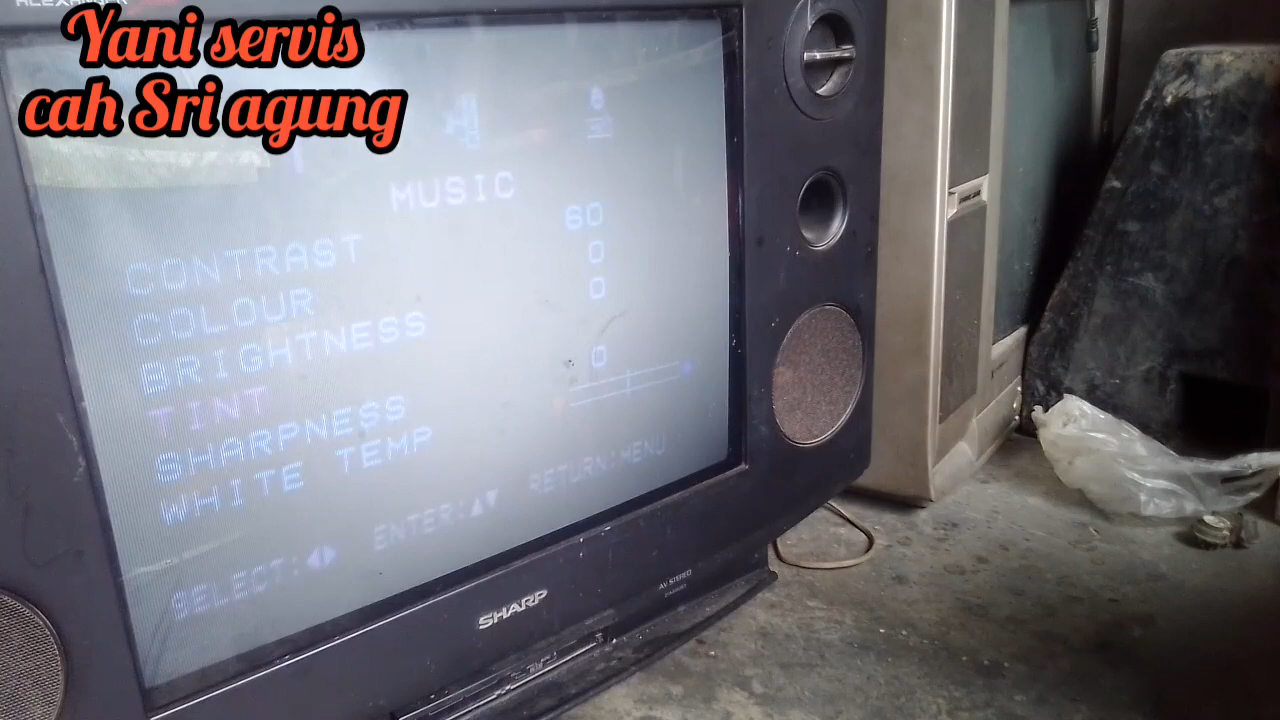 ALEXANDER
Yani servis
cah Sri agung
MUSIC
CONTRAST 60
COLOUR 0
BRIGHTNESS 0
TINT 0
SHARPNESS
WHITE TEMP
SELECT:◀▶ ENTER:▲▼ RETURN:MENU
SHARP
AV STEREO